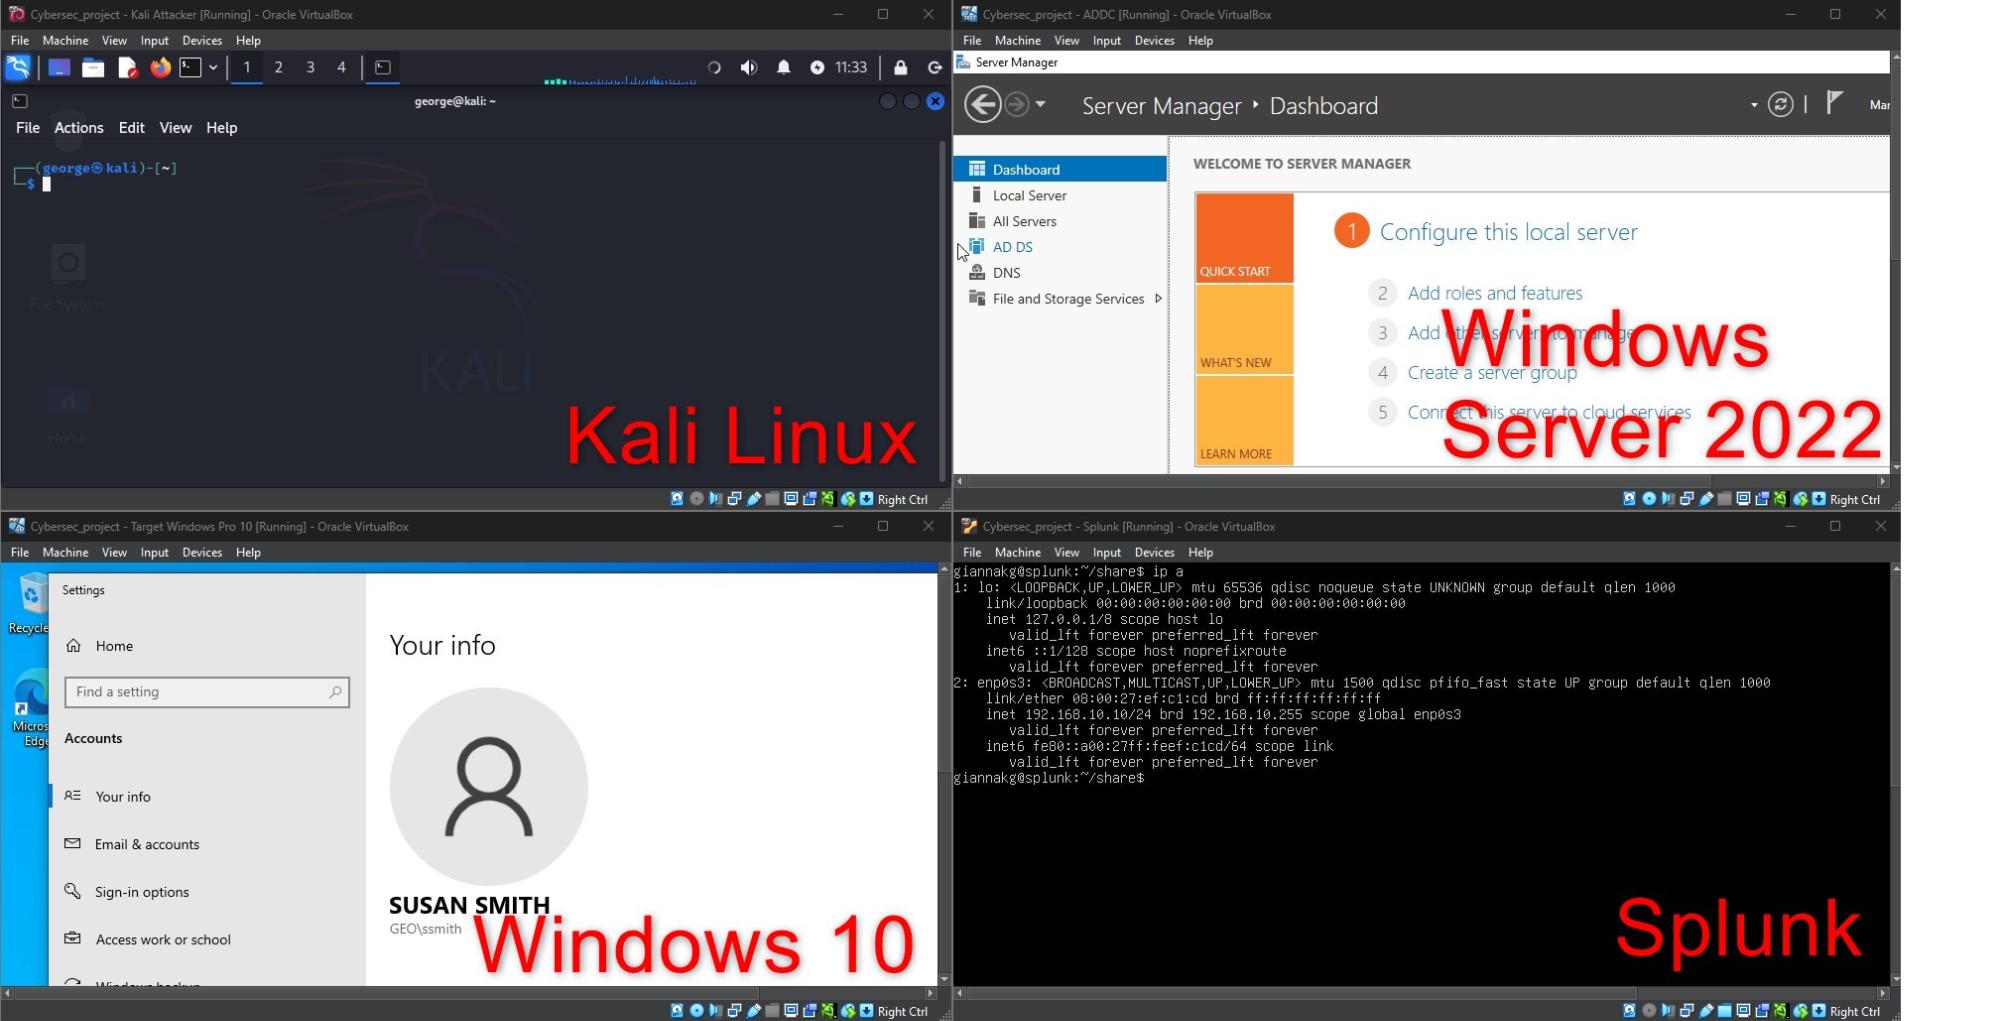 Cybersec_project - Kali Attacker [Running] - Oracle VirtualBox
File Machine View Input Devices Help
1 2 3 4 11:33
george@kali: ~
File Actions Edit View Help
┌──(george㉿kali)-[~]
└─$
File System
KALI
Home
Kali Linux
Right Ctrl
Cybersec_project - ADDC [Running] - Oracle VirtualBox
File Machine View Input Devices Help
Server Manager
Server Manager • Dashboard
Mar
Dashboard
Local Server
All Servers
AD DS
DNS
File and Storage Services
WELCOME TO SERVER MANAGER
QUICK START
WHAT'S NEW
LEARN MORE
1 Configure this local server
2 Add roles and features
3 Add other servers to manage
4 Create a server group
5 Connect this server to cloud services
Windows
Server 2022
Right Ctrl
Cybersec_project - Target Windows Pro 10 [Running] - Oracle VirtualBox
File Machine View Input Devices Help
Recycle
Micros
Edge
Settings
Home
Find a setting
Accounts
Your info
Email & accounts
Sign-in options
Access work or school
Windows backup
Your info
SUSAN SMITH
GEO\ssmith
Windows 10
Right Ctrl
Cybersec_project - Splunk [Running] - Oracle VirtualBox
File Machine View Input Devices Help
giannakg@splunk:~/share$ ip a
1: lo: <LOOPBACK,UP,LOWER_UP> mtu 65536 qdisc noqueue state UNKNOWN group default qlen 1000
link/loopback 00:00:00:00:00:00 brd 00:00:00:00:00:00
inet 127.0.0.1/8 scope host lo
valid_lft forever preferred_lft forever
inet6 ::1/128 scope host noprefixroute
valid_lft forever preferred_lft forever
2: enp0s3: <BROADCAST,MULTICAST,UP,LOWER_UP> mtu 1500 qdisc pfifo_fast state UP group default qlen 1000
link/ether 08:00:27:ef:c1:cd brd ff:ff:ff:ff:ff:ff
inet 192.168.10.10/24 brd 192.168.10.255 scope global enp0s3
valid_lft forever preferred_lft forever
inet6 fe80::a00:27ff:feef:c1cd/64 scope link
valid_lft forever preferred_lft forever
giannakg@splunk:~/share$
Splunk
Right Ctrl